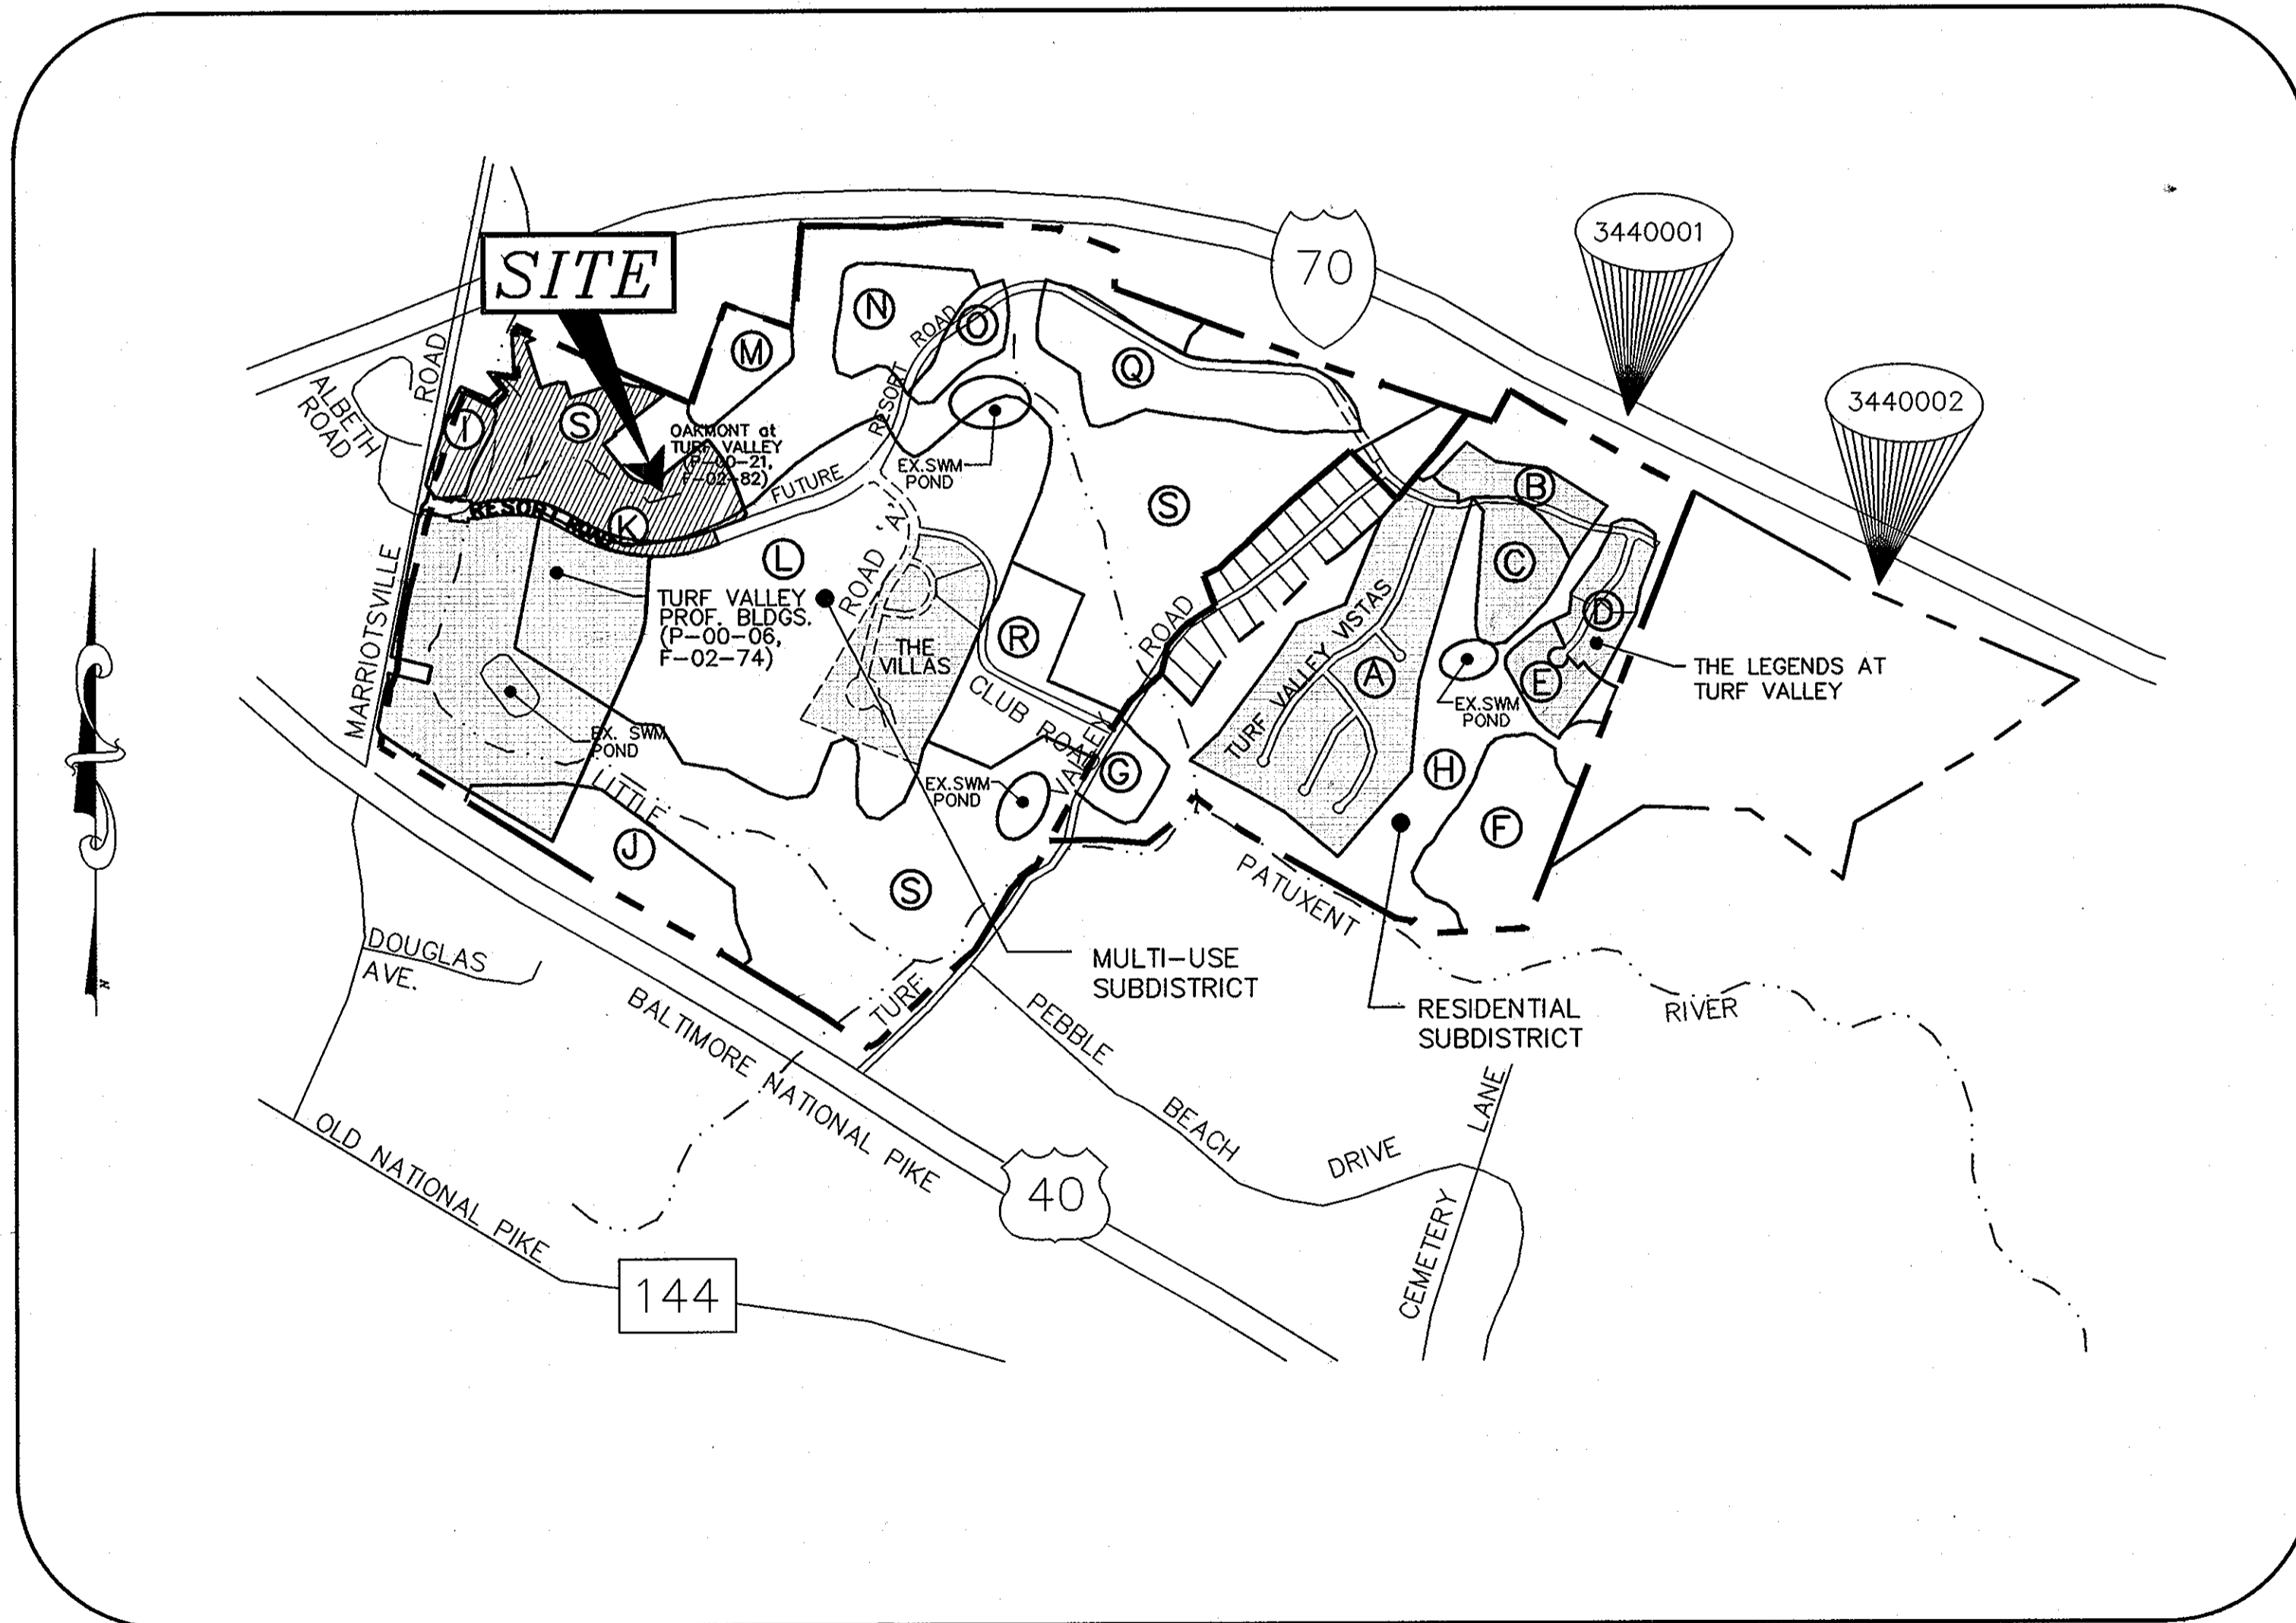 SITE
70
3440001
3440002
N
O
M
Q
RESORT ROAD
MARRIOTSVILLE ROAD
ALBETH
ROAD
I
S
OAKMONT at
TURF VALLEY
(P-00-21,
F-02-82)
K
RESORT ROAD
FUTURE
EX.SWM
POND
S
B
C
D
E
THE LEGENDS AT
TURF VALLEY
L
TURF VALLEY
PROF. BLDGS.
(P-00-06,
F-02-74)
ROAD 'A'
THE
VILLAS
R
CLUB ROAD
TURF VALLEY ROAD
TURF VALLEY VISTAS
A
EX.SWM
POND
EX. SWM
POND
EX.SWM
POND
G
H
F
J
S
LITTLE
PATUXENT
RIVER
MULTI-USE
SUBDISTRICT
RESIDENTIAL
SUBDISTRICT
DOUGLAS
AVE.
BALTIMORE NATIONAL PIKE
40
OLD NATIONAL PIKE
144
PEBBLE
BEACH
DRIVE
CEMETERY LANE
N